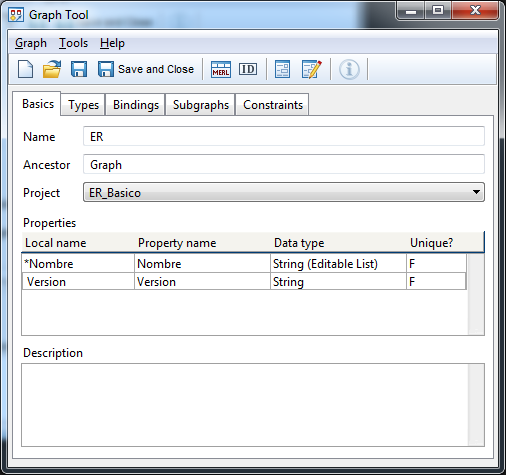 Graph Tool
Graph Tools Help
Save and Close MERL ID
Basics Types Bindings Subgraphs Constraints
Name ER
Ancestor Graph
Project ER_Basico
Properties
Local name Property name Data type Unique?
*Nombre Nombre String (Editable List) F
Version Version String F
Description